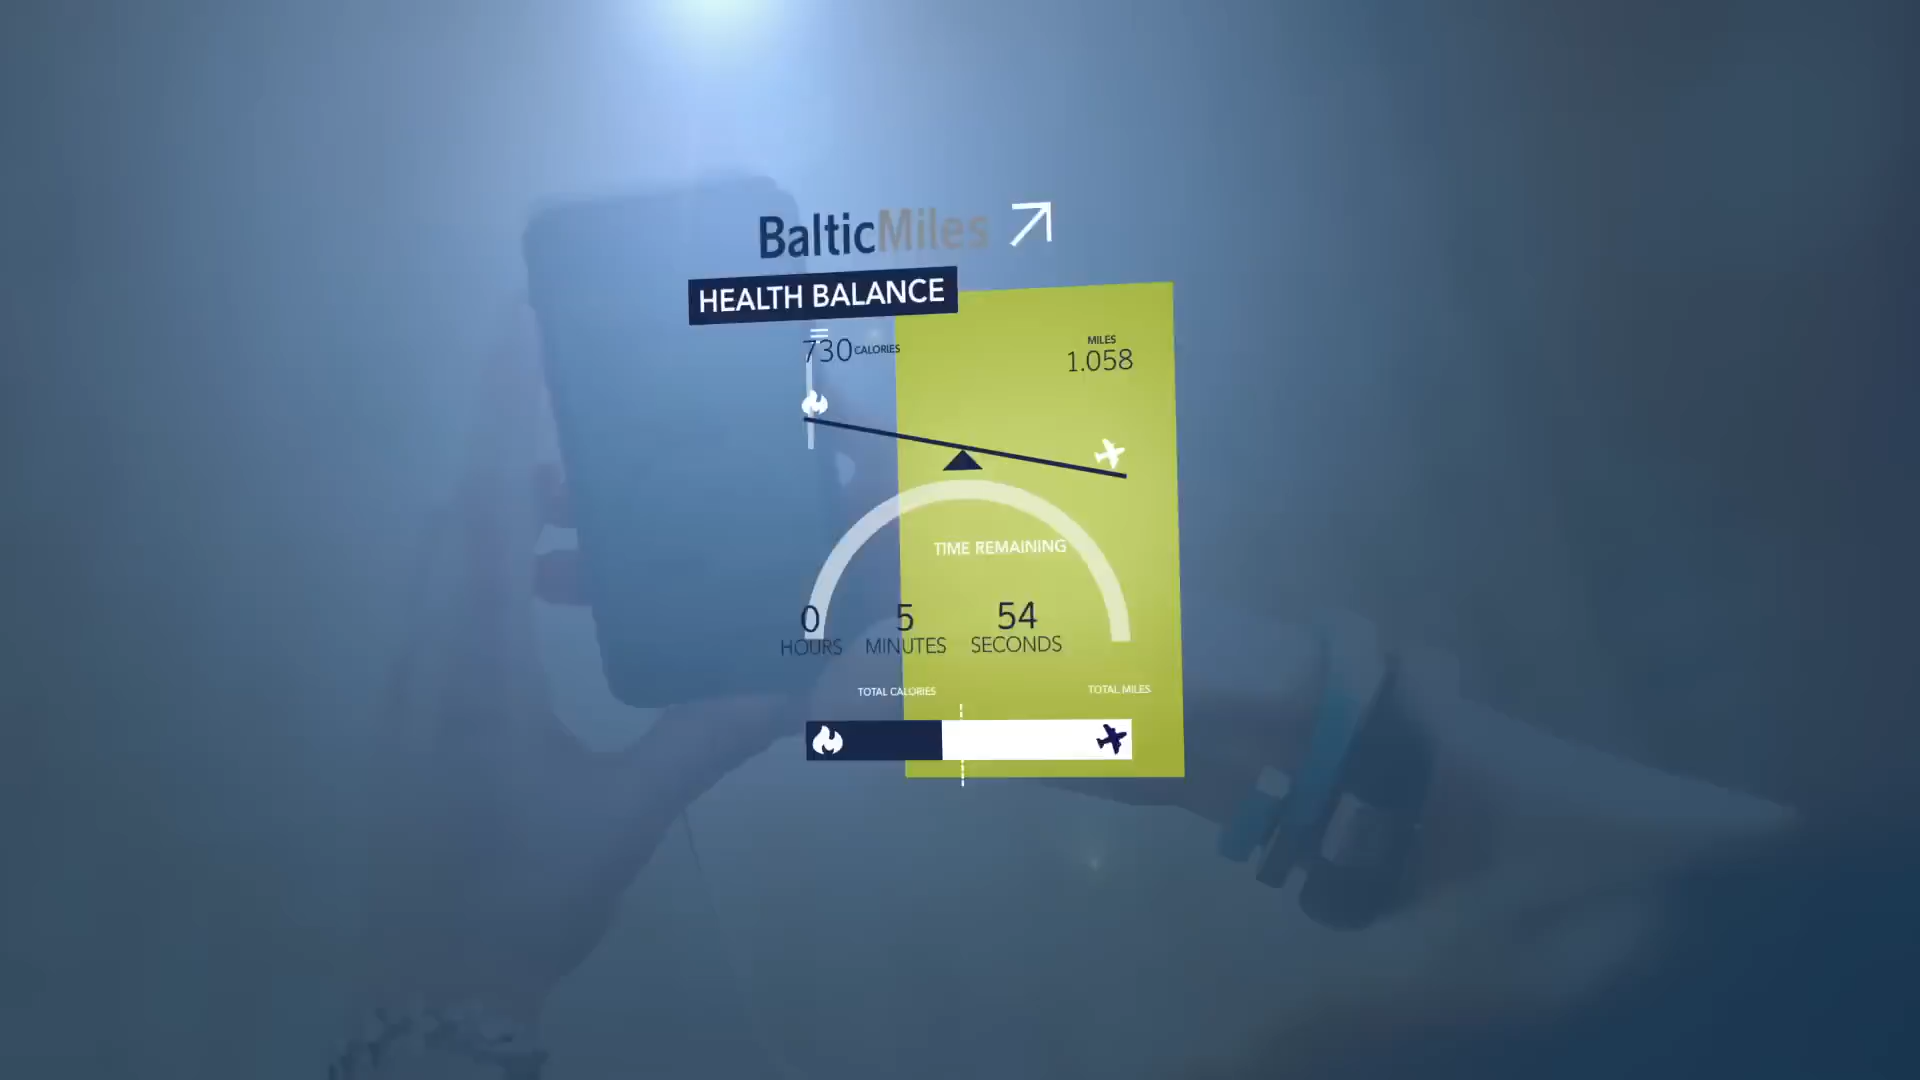 BalticMiles
HEALTH BALANCE
730 CALORIES
MILES
1.058
TIME REMAINING
0 5 54
HOURS MINUTES SECONDS
TOTAL CALORIES TOTAL MILES